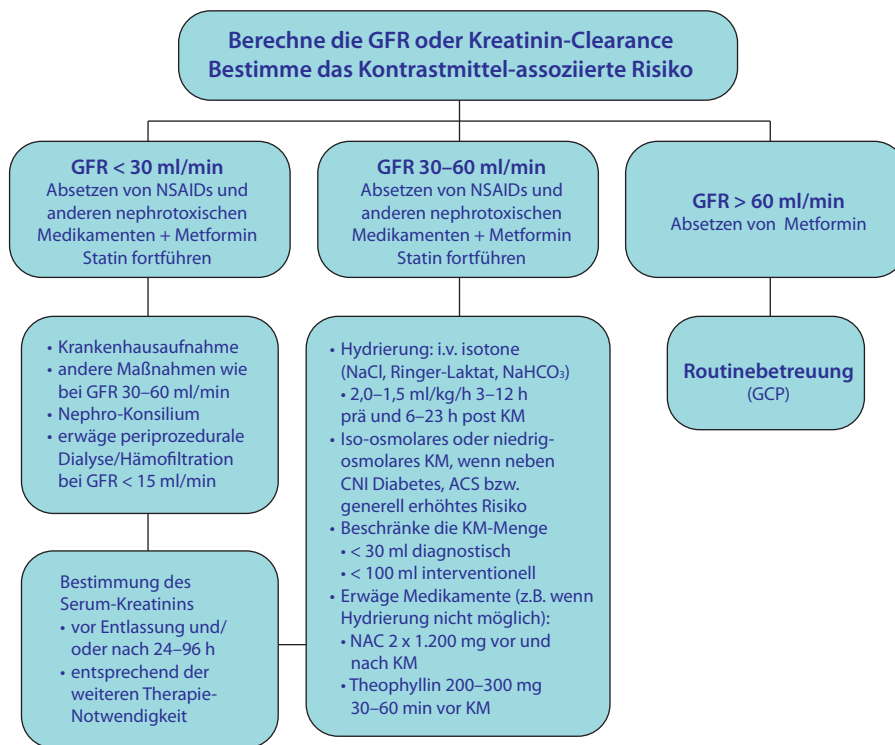 Berechne die GFR oder Kreatinin-Clearance
Bestimme das Kontrastmittel-assoziierte Risiko
GFR < 30 ml/min
Absetzen von NSAIDs und
anderen nephrotoxischen
Medikamenten + Metformin
Statin fortführen
GFR 30–60 ml/min
Absetzen von NSAIDs und
anderen nephrotoxischen
Medikamenten + Metformin
Statin fortführen
GFR > 60 ml/min
Absetzen von Metformin
• Krankenhausaufnahme
• andere Maßnahmen wie
bei GFR 30–60 ml/min
• Nephro-Konsilium
• erwäge periprozedurale
Dialyse/Hämofiltration
bei GFR < 15 ml/min
• Hydrierung: i.v. isotone
(NaCl, Ringer-Laktat, NaHCO₃)
• 2,0–1,5 ml/kg/h 3–12 h
prä und 6–23 h post KM
• Iso-osmolares oder niedrig-
osmolares KM, wenn neben
CNI Diabetes, ACS bzw.
generell erhöhtes Risiko
• Beschränke die KM-Menge
• < 30 ml diagnostisch
• < 100 ml interventionell
• Erwäge Medikamente (z.B. wenn
Hydrierung nicht möglich):
• NAC 2 x 1.200 mg vor und
nach KM
• Theophyllin 200–300 mg
30–60 min vor KM
Routinebetreuung
(GCP)
Bestimmung des
Serum-Kreatinins
• vor Entlassung und/
oder nach 24–96 h
• entsprechend der
weiteren Therapie-
Notwendigkeit